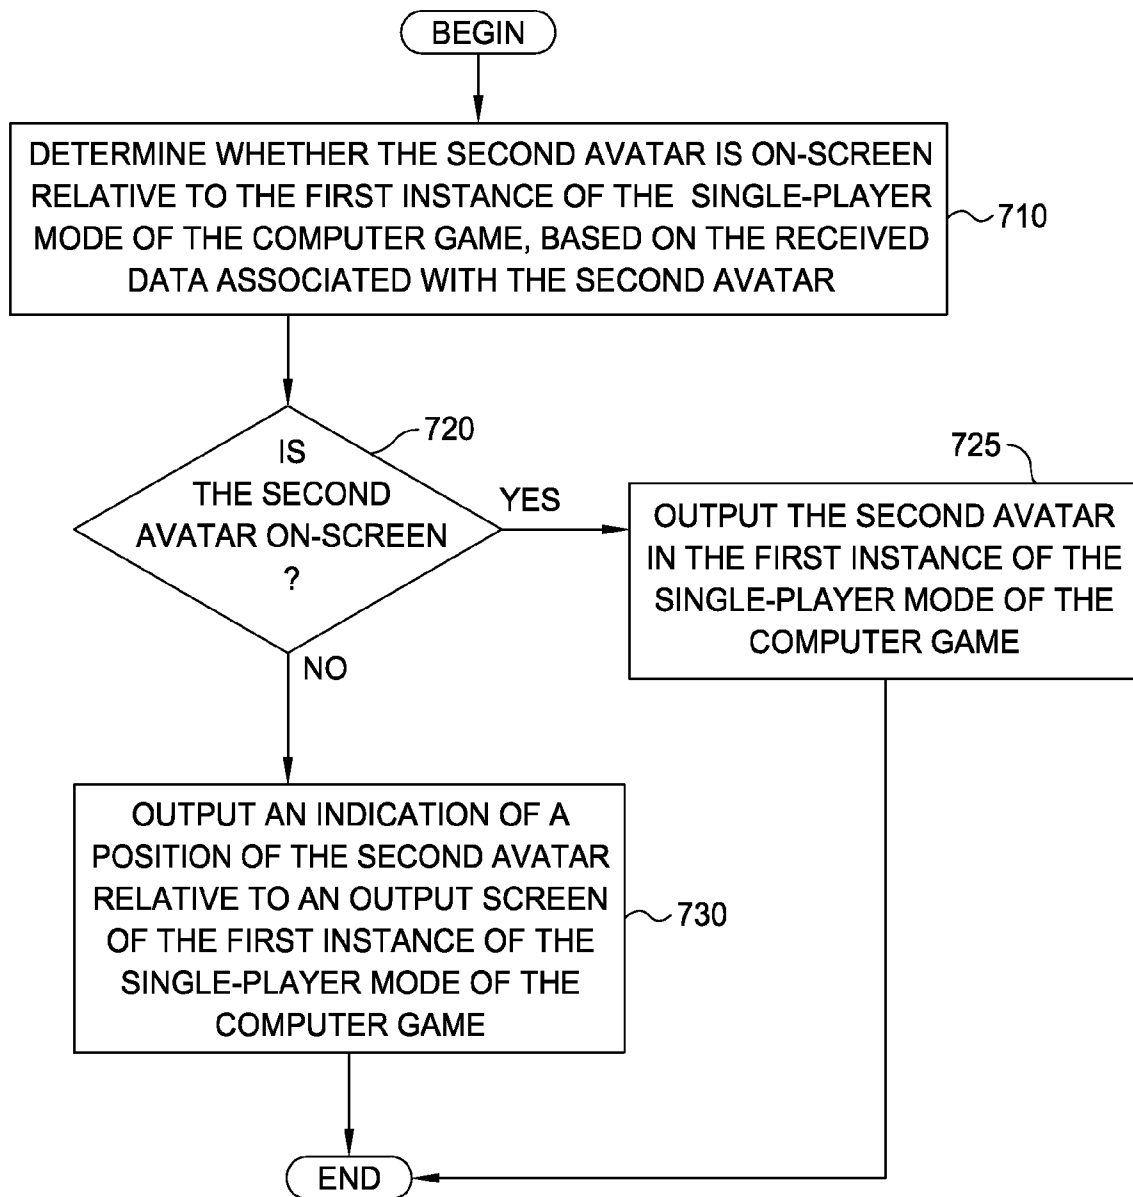 BEGIN
DETERMINE WHETHER THE SECOND AVATAR IS ON-SCREEN
RELATIVE TO THE FIRST INSTANCE OF THE SINGLE-PLAYER
MODE OF THE COMPUTER GAME, BASED ON THE RECEIVED
DATA ASSOCIATED WITH THE SECOND AVATAR
710
IS
THE SECOND
AVATAR ON-SCREEN
?
720
YES
NO
725
OUTPUT THE SECOND AVATAR
IN THE FIRST INSTANCE OF THE
SINGLE-PLAYER MODE OF THE
COMPUTER GAME
OUTPUT AN INDICATION OF A
POSITION OF THE SECOND AVATAR
RELATIVE TO AN OUTPUT SCREEN
OF THE FIRST INSTANCE OF THE
SINGLE-PLAYER MODE OF THE
COMPUTER GAME
730
END